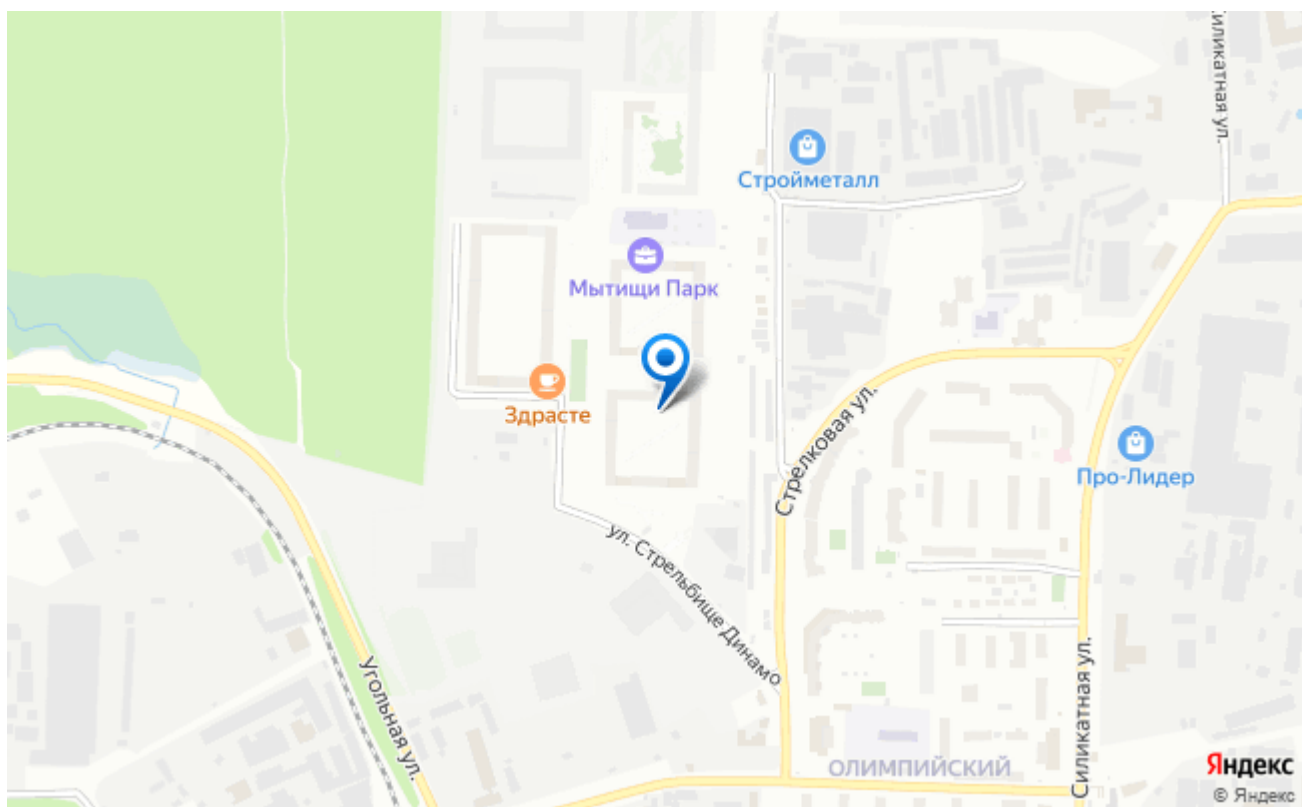 Силикатная ул.
Стройметалл
Мытищи Парк
Здрасте
Стрелковая ул.
Про-Лидер
ул. Стрельбище Динамо
Угольная ул.
Силикатная ул.
ОЛИМПИЙСКИЙ
Яндекс
© Яндекс